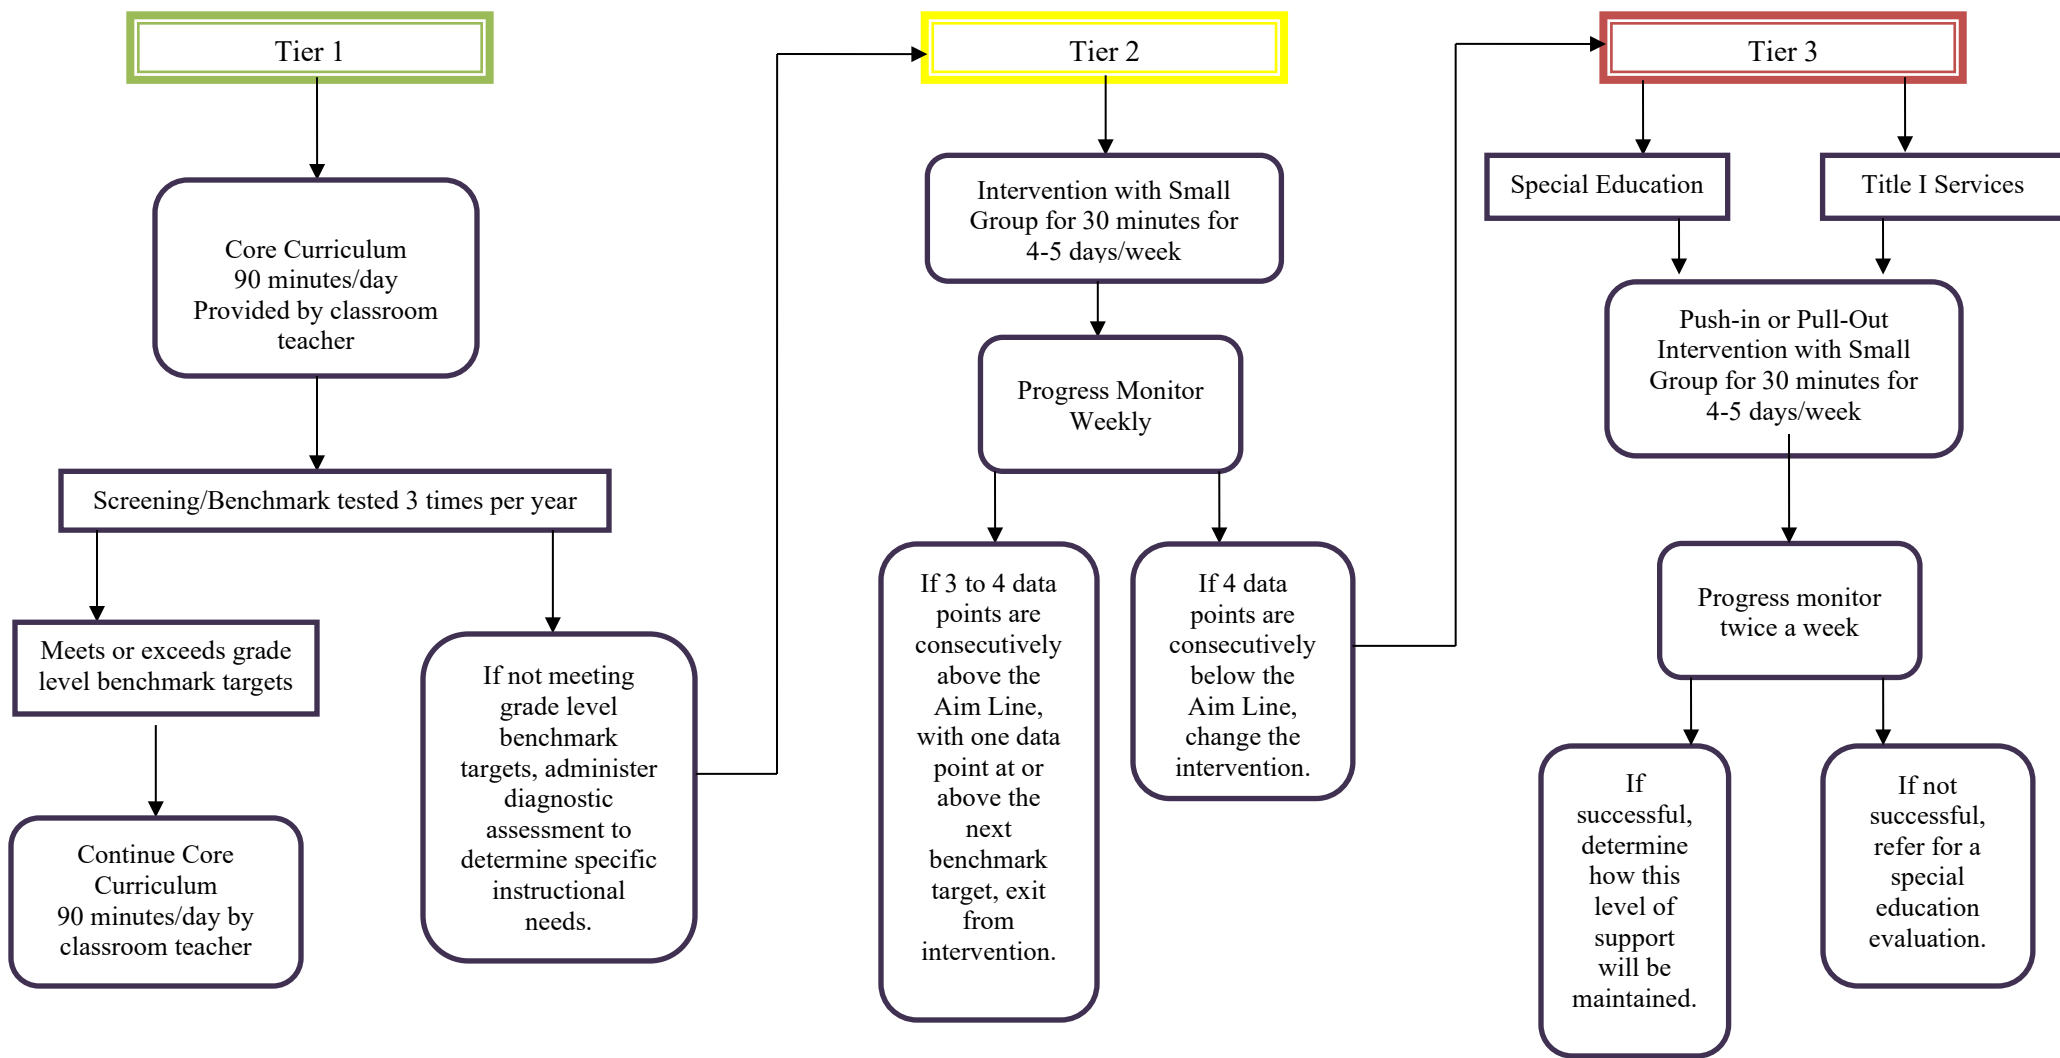 Tier 1
Core Curriculum
90 minutes/day
Provided by classroom
teacher
Screening/Benchmark tested 3 times per year
Meets or exceeds grade
level benchmark targets
Continue Core
Curriculum
90 minutes/day by
classroom teacher
If not meeting
grade level
benchmark
targets, administer
diagnostic
assessment to
determine specific
instructional
needs.
Tier 2
Intervention with Small
Group for 30 minutes for
4-5 days/week
Progress Monitor
Weekly
If 3 to 4 data
points are
consecutively
above the
Aim Line,
with one data
point at or
above the
next
benchmark
target, exit
from
intervention.
If 4 data
points are
consecutively
below the
Aim Line,
change the
intervention.
Tier 3
Special Education
Title I Services
Push-in or Pull-Out
Intervention with Small
Group for 30 minutes for
4-5 days/week
Progress monitor
twice a week
If
successful,
determine
how this
level of
support
will be
maintained.
If not
successful,
refer for a
special
education
evaluation.